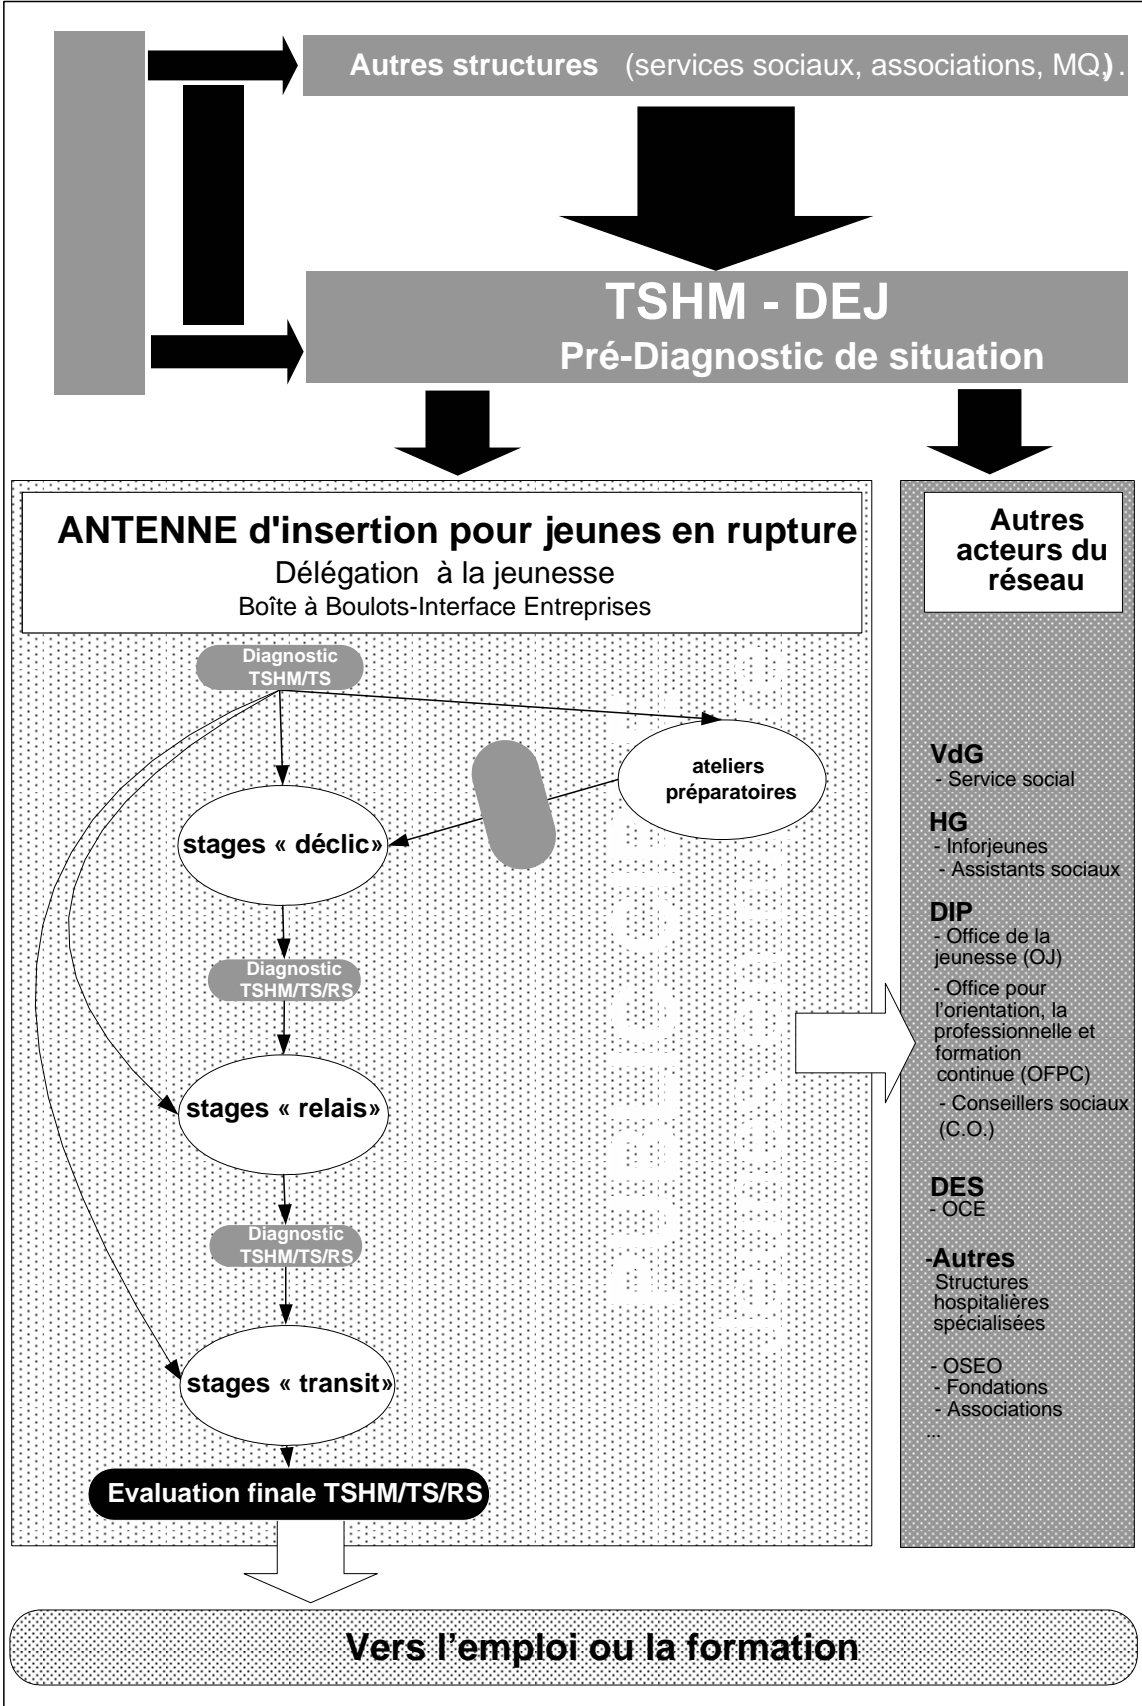 Autres structures (services sociaux, associations, MQ,) .
TSHM - DEJ
Pré-Diagnostic de situation
ANTENNE d'insertion pour jeunes en rupture
Délégation à la jeunesse
Boîte à Boulots-Interface Entreprises
Diagnostic
TSHM/TS
ateliers
préparatoires
stages « déclic»
Diagnostic
TSHM/TS/RS
stages « relais»
Diagnostic
TSHM/TS/RS
stages « transit»
Evaluation finale TSHM/TS/RS
Autres
acteurs du
réseau
VdG
- Service social
HG
- Inforjeunes
- Assistants sociaux
DIP
- Office de la
jeunesse (OJ)
- Office pour
l'orientation, la
professionnelle et
formation
continue (OFPC)
- Conseillers sociaux
(C.O.)
DES
- OCE
-Autres
Structures
hospitalières
spécialisées
- OSEO
- Fondations
- Associations
...
Vers l'emploi ou la formation